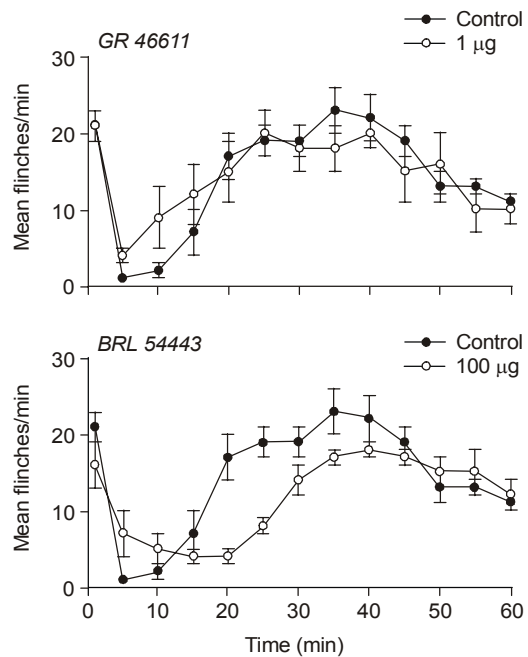 GR 46611
Control
1 μg
Mean flinches/min
30
20
10
0
BRL 54443
Control
100 μg
Mean flinches/min
30
20
10
0
0 10 20 30 40 50 60
Time (min)